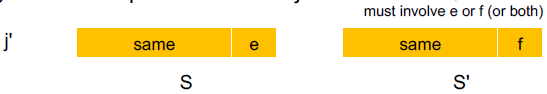 must involve e or f (or both)
j' same e same f
S S'